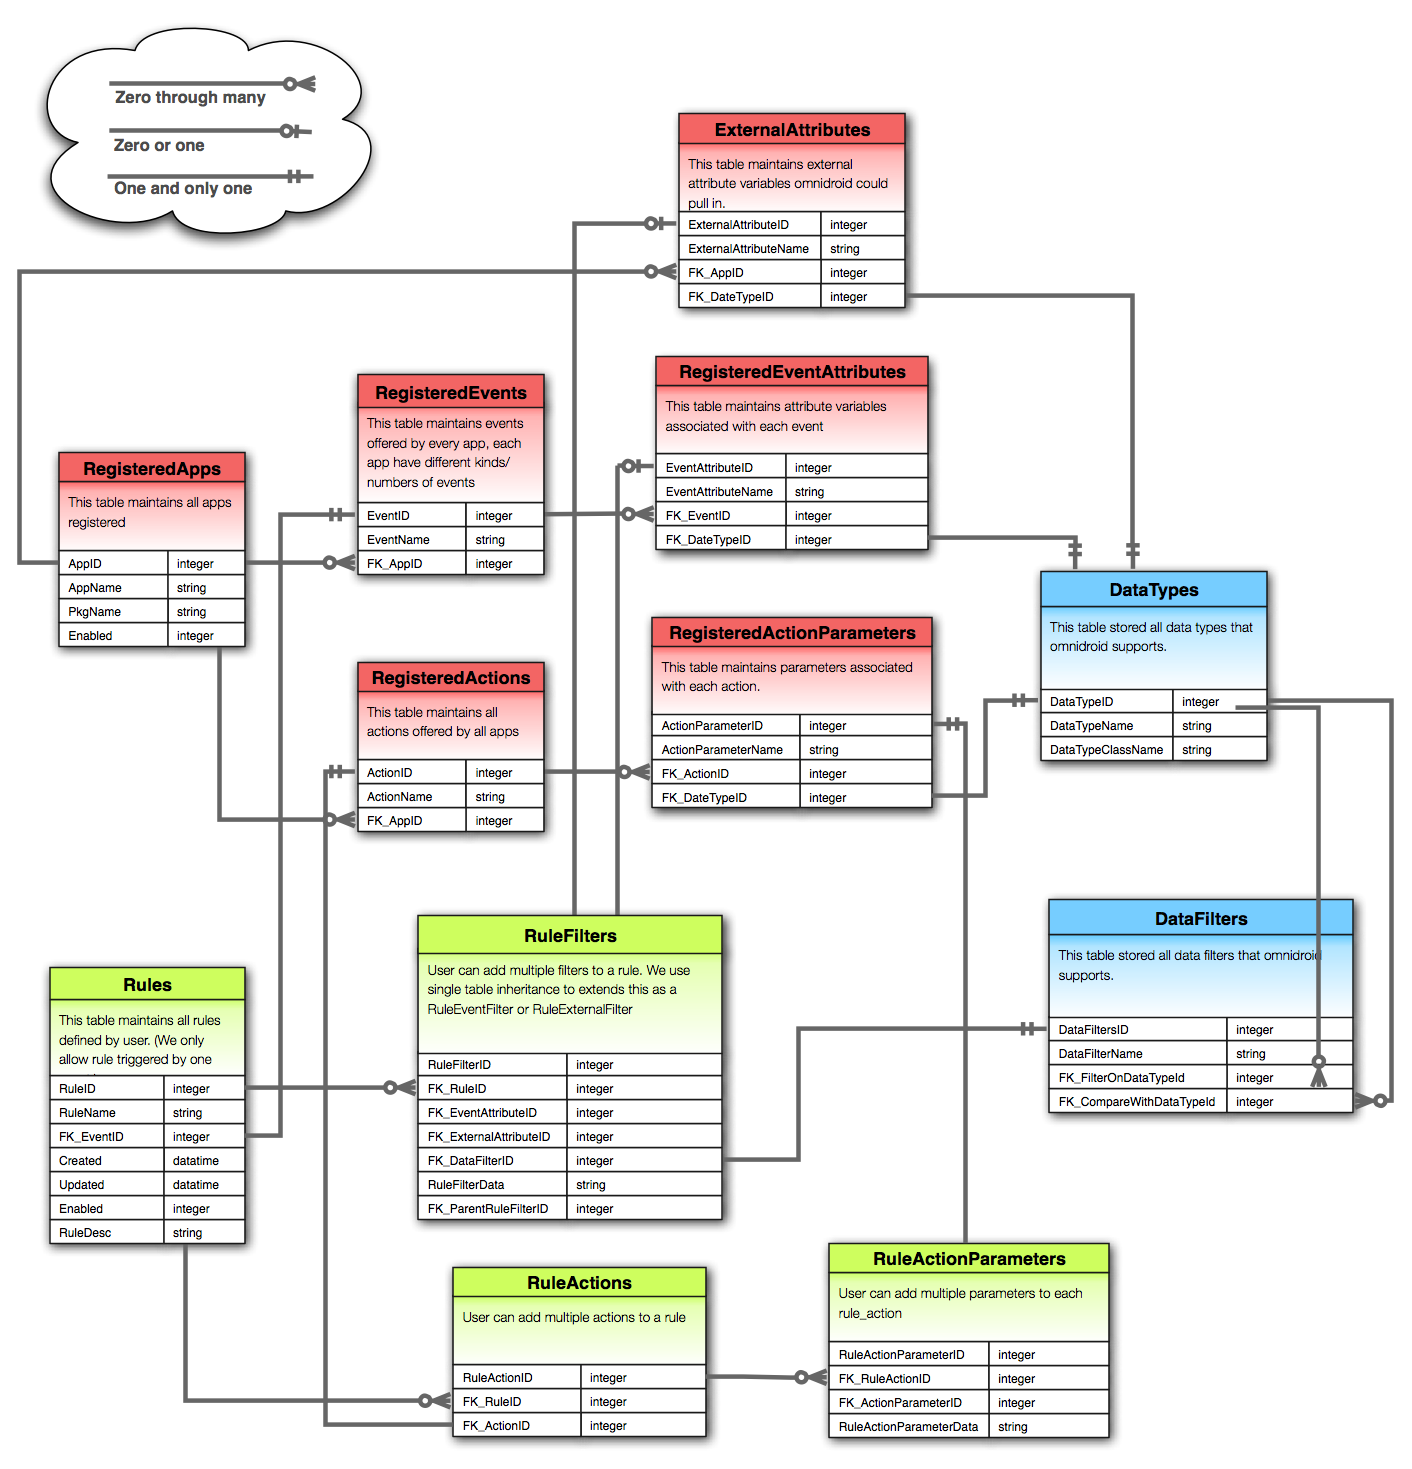 Zero through many
Zero or one
One and only one
ExternalAttributes
This table maintains external
attribute variables omnidroid could
pull in.
ExternalAttributeID integer
ExternalAttributeName string
FK_AppID integer
FK_DateTypeID integer
RegisteredEventAttributes
This table maintains attribute variables
associated with each event
EventAttributeID integer
EventAttributeName string
FK_EventID integer
FK_DateTypeID integer
RegisteredEvents
This table maintains events
offered by every app, each
app have different kinds/
numbers of events
EventID integer
EventName string
FK_AppID integer
RegisteredApps
This table maintains all apps
registered
AppID integer
AppName string
PkgName string
Enabled integer
DataTypes
This table stored all data types that
omnidroid supports.
DataTypeID integer
DataTypeName string
DataTypeClassName string
RegisteredActionParameters
This table maintains parameters associated
with each action.
ActionParameterID integer
ActionParameterName string
FK_ActionID integer
FK_DateTypeID integer
RegisteredActions
This table maintains all
actions offered by all apps
ActionID integer
ActionName string
FK_AppID integer
DataFilters
This table stored all data filters that omnidroid
supports.
DataFiltersID integer
DataFilterName string
FK_FilterOnDataTypeId integer
FK_CompareWithDataTypeId integer
RuleFilters
User can add multiple filters to a rule. We use
single table inheritance to extends this as a
RuleEventFilter or RuleExternalFilter
RuleFilterID integer
FK_RuleID integer
FK_EventAttributeID integer
FK_ExternalAttributeID integer
FK_DataFilterID integer
RuleFilterData string
FK_ParentRuleFilterID integer
Rules
This table maintains all rules
defined by user. (We only
allow rule triggered by one
RuleID integer
RuleName string
FK_EventID integer
Created datatime
Updated datatime
Enabled integer
RuleDesc string
RuleActions
User can add multiple actions to a rule
RuleActionID integer
FK_RuleID integer
FK_ActionID integer
RuleActionParameters
User can add multiple parameters to each
rule_action
RuleActionParameterID integer
FK_RuleActionID integer
FK_ActionParameterID integer
RuleActionParameterData string